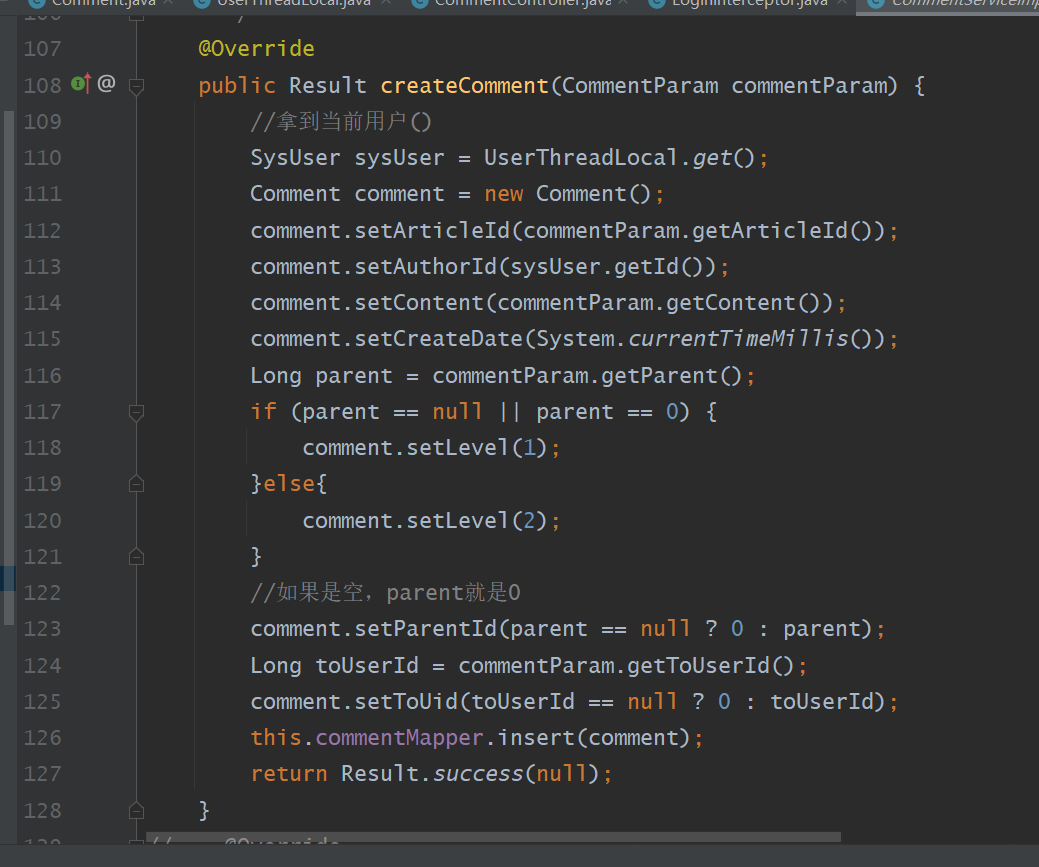 Comment.java UserThreadLocal.java CommentController.java LoginInterceptor.java CommentServiceImp
106 */
107 @Override
108 @ public Result createComment(CommentParam commentParam) {
109 //拿到当前用户()
110 SysUser sysUser = UserThreadLocal.get();
111 Comment comment = new Comment();
112 comment.setArticleId(commentParam.getArticleId());
113 comment.setAuthorId(sysUser.getId());
114 comment.setContent(commentParam.getContent());
115 comment.setCreateDate(System.currentTimeMillis());
116 Long parent = commentParam.getParent();
117 if (parent == null || parent == 0) {
118 comment.setLevel(1);
119 }else{
120 comment.setLevel(2);
121 }
122 //如果是空，parent就是0
123 comment.setParentId(parent == null ? 0 : parent);
124 Long toUserId = commentParam.getToUserId();
125 comment.setToUid(toUserId == null ? 0 : toUserId);
126 this.commentMapper.insert(comment);
127 return Result.success(null);
128 }
129 // @Override